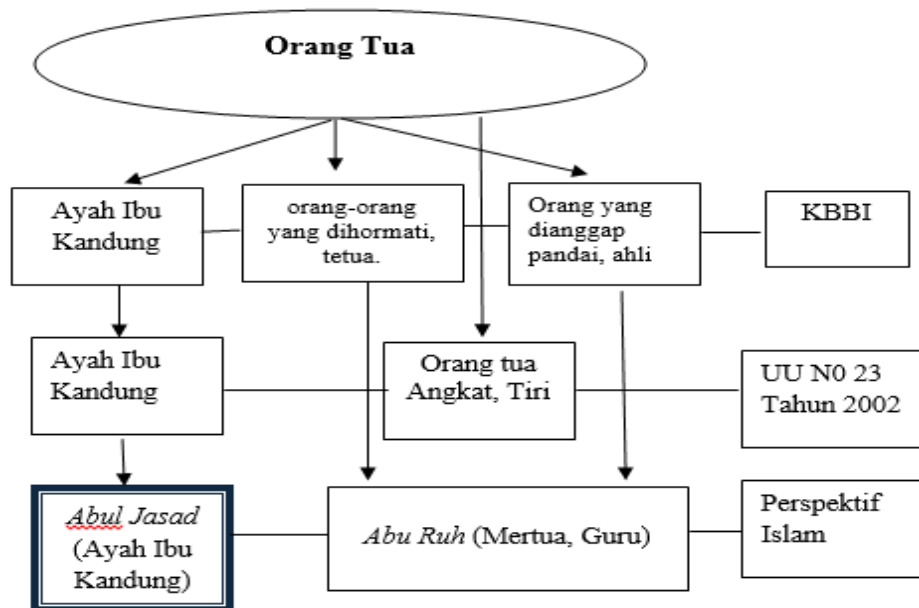 Orang Tua
Ayah Ibu
Kandung
orang-orang
yang dihormati,
tetua.
Orang yang
dianggap
pandai, ahli
KBBI
Ayah Ibu
Kandung
Orang tua
Angkat, Tiri
UU N0 23
Tahun 2002
Abul Jasad
(Ayah Ibu
Kandung)
Abu Ruh (Mertua, Guru)
Perspektif
Islam